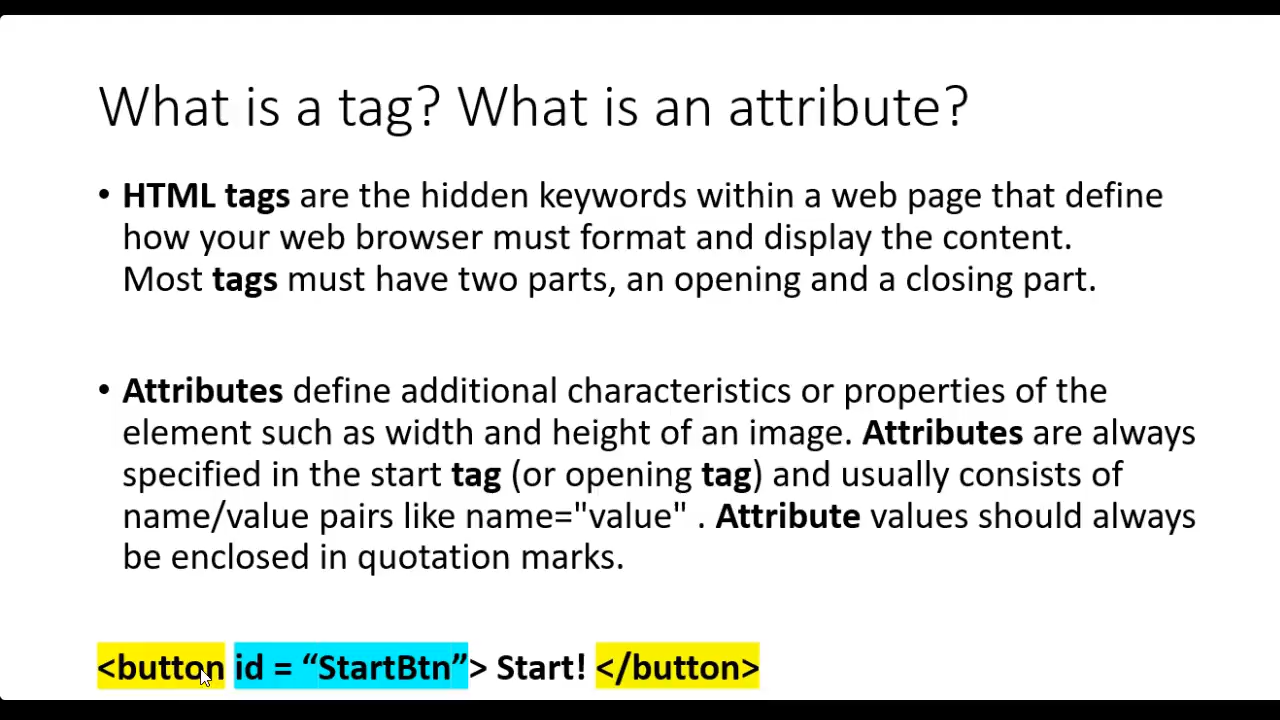 What is a tag? What is an attribute?
• HTML tags are the hidden keywords within a web page that define
how your web browser must format and display the content.
Most tags must have two parts, an opening and a closing part.
• Attributes define additional characteristics or properties of the
element such as width and height of an image. Attributes are always
specified in the start tag (or opening tag) and usually consists of
name/value pairs like name="value" . Attribute values should always
be enclosed in quotation marks.
<button id = “StartBtn”> Start! </button>